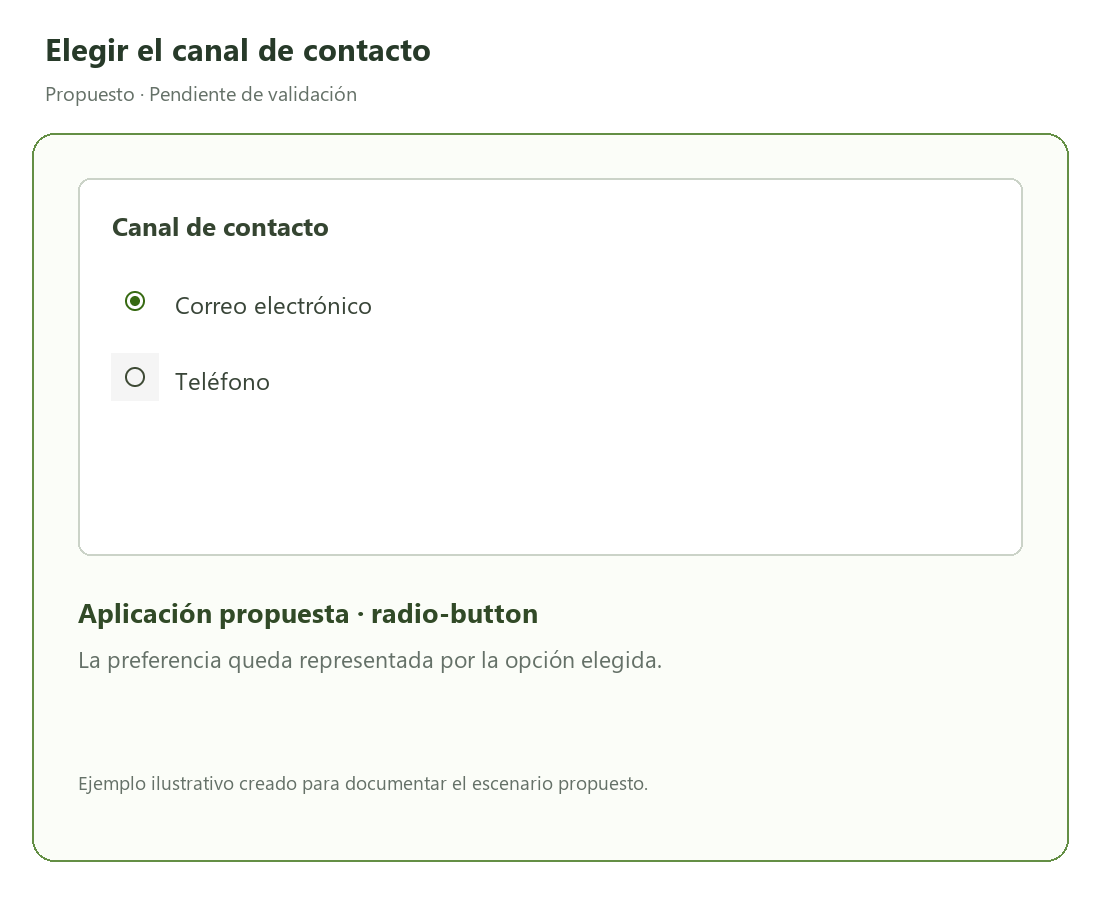 Elegir el canal de contacto
Propuesto · Pendiente de validación
Canal de contacto
Correo electrónico
Teléfono
Aplicación propuesta · radio-button
La preferencia queda representada por la opción elegida.
Ejemplo ilustrativo creado para documentar el escenario propuesto.